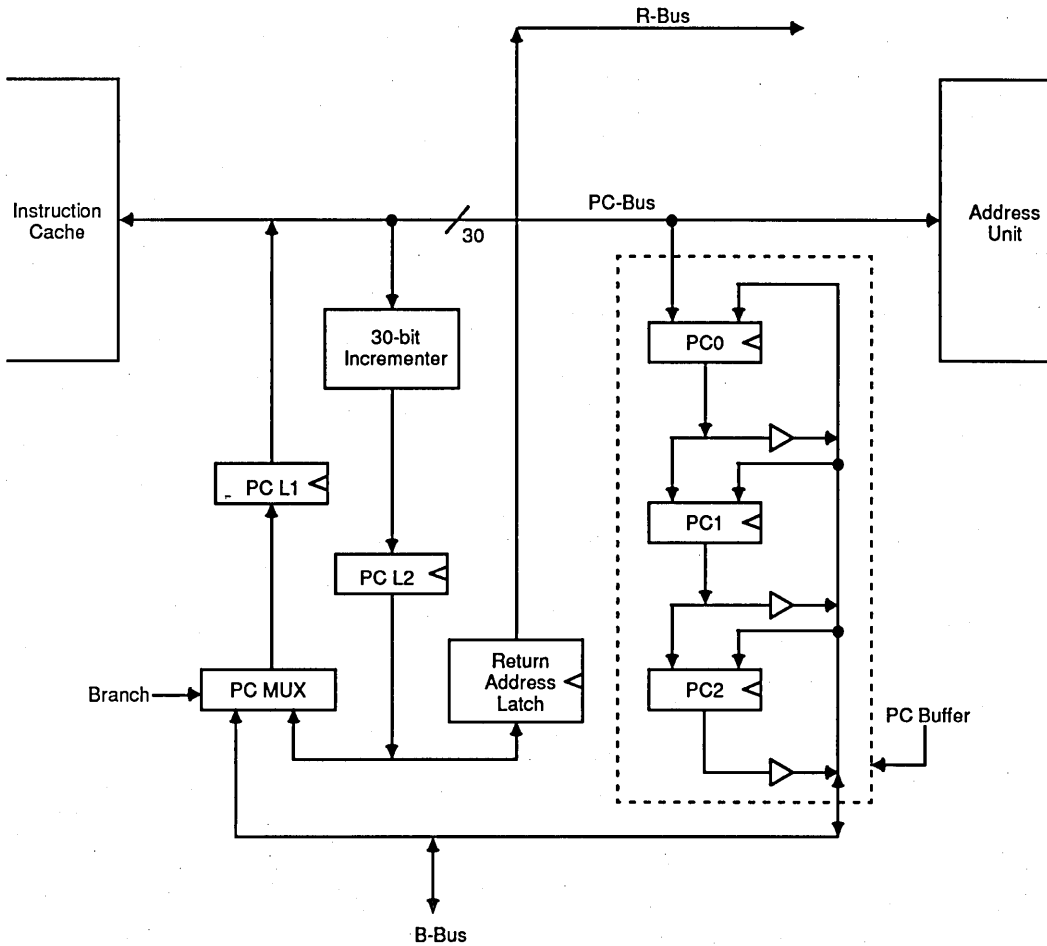 R-Bus
Instruction
Cache
PC-Bus
30
Address
Unit
30-bit
Incrementer
PC0
PC L1
PC1
PC L2
Return
Address
Latch
Branch
PC MUX
PC2
PC Buffer
B-Bus